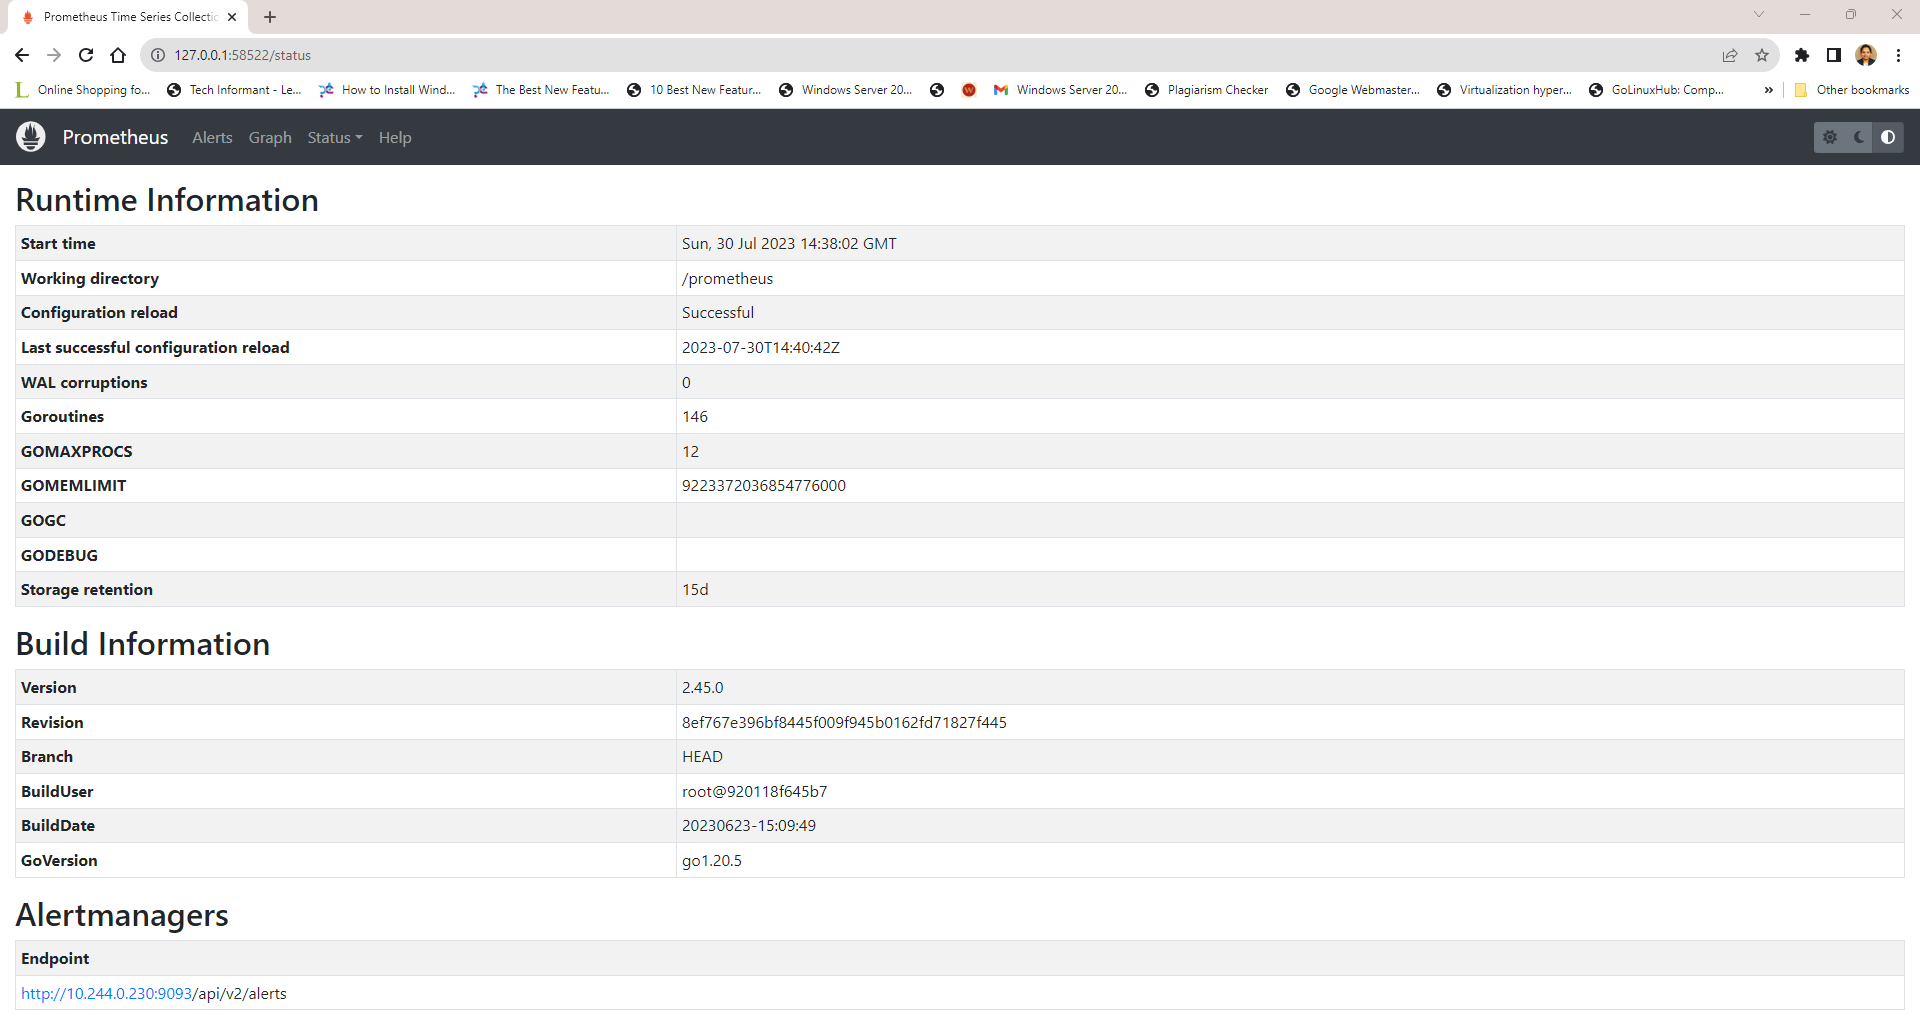 Prometheus Time Series Collectio
127.0.0.1:58522/status
Online Shopping fo... Tech Informant - Le... How to Install Wind... The Best New Featu... 10 Best New Featur... Windows Server 20... Windows Server 20... Plagiarism Checker Google Webmaster... Virtualization hyper... GoLinuxHub: Comp... » Other bookmarks
Prometheus Alerts Graph Status Help
Runtime Information
Start time Sun, 30 Jul 2023 14:38:02 GMT
Working directory /prometheus
Configuration reload Successful
Last successful configuration reload 2023-07-30T14:40:42Z
WAL corruptions 0
Goroutines 146
GOMAXPROCS 12
GOMEMLIMIT 9223372036854776000
GOGC
GODEBUG
Storage retention 15d
Build Information
Version 2.45.0
Revision 8ef767e396bf8445f009f945b0162fd71827f445
Branch HEAD
BuildUser root@920118f645b7
BuildDate 20230623-15:09:49
GoVersion go1.20.5
Alertmanagers
Endpoint
http://10.244.0.230:9093/api/v2/alerts